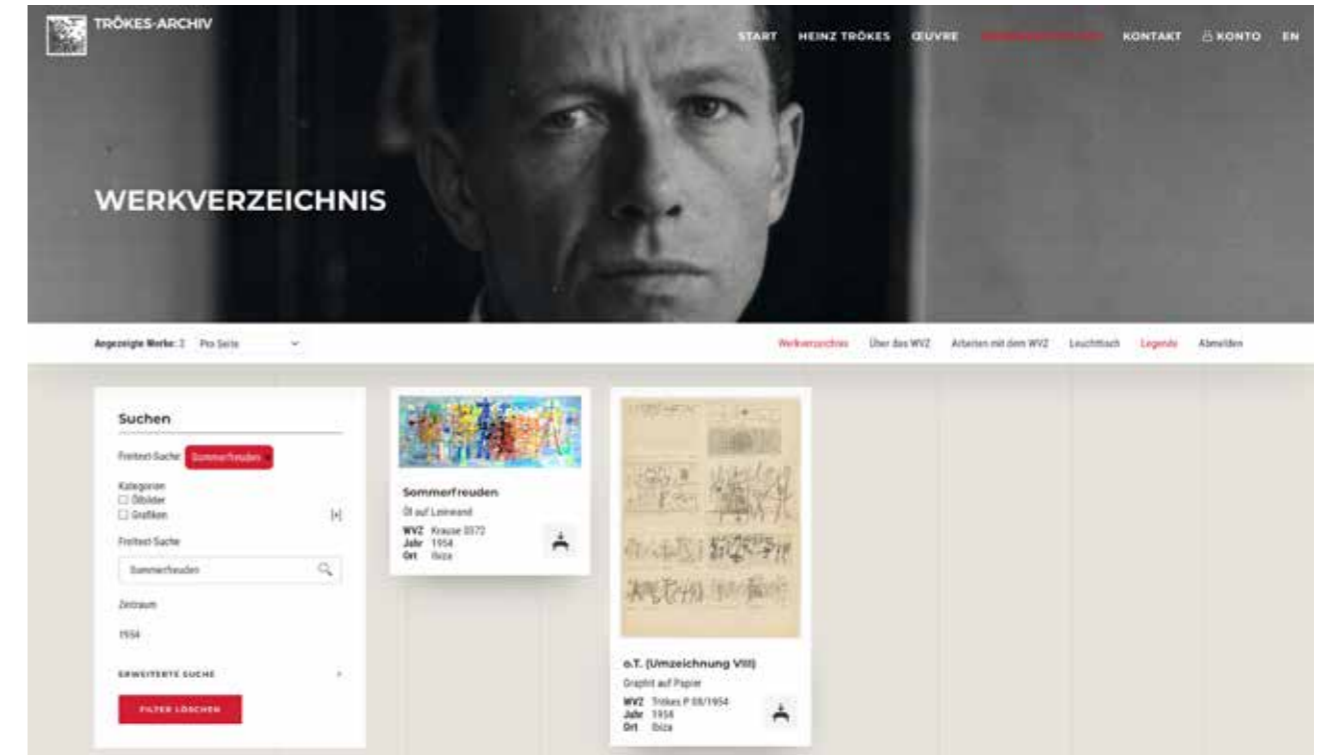 TRÖKES-ARCHIV
START HEINZ TRÖKES ŒUVRE KONTAKT KONTO EN
WERKVERZEICHNIS
Angezeigte Werke: 2 Pro Seite
Werkverzeichnis Über das WVZ Arbeiten mit dem WVZ Leuchttisch Legende Abmelden
Suchen
Freitext-Suche: Sommerfreuden
Kategorien
Ölbilder
Grafiken [+]
Freitext-Suche
Sommerfreuden
Zeitraum
1954
ERWEITERTE SUCHE
FILTER LÖSCHEN
Sommerfreuden
Öl auf Leinwand
WVZ Krause 0372
Jahr 1954
Ort Ibiza
o.T. (Umzeichnung VIII)
Graphit auf Papier
WVZ Trökes P 08/1954
Jahr 1954
Ort Ibiza